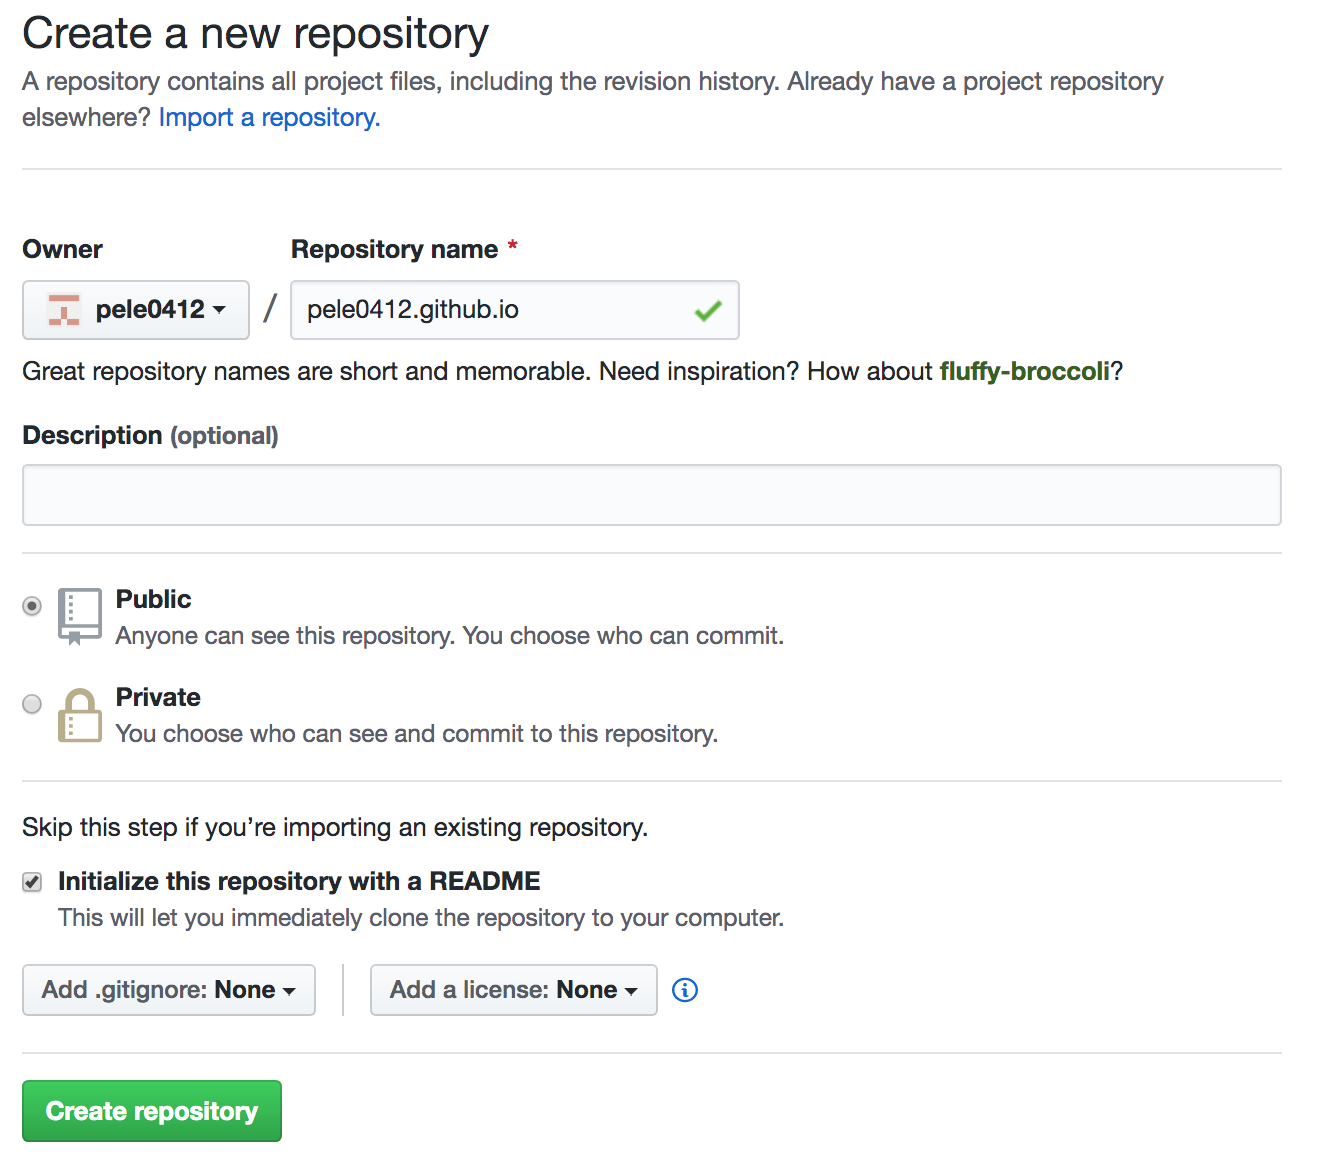 Create a new repository
A repository contains all project files, including the revision history. Already have a project repository
elsewhere? Import a repository.
Owner
Repository name *
pele0412
/
pele0412.github.io
Great repository names are short and memorable. Need inspiration? How about fluffy-broccoli?
Description (optional)
Public
Anyone can see this repository. You choose who can commit.
Private
You choose who can see and commit to this repository.
Skip this step if you’re importing an existing repository.
Initialize this repository with a README
This will let you immediately clone the repository to your computer.
Add .gitignore: None
Add a license: None
Create repository